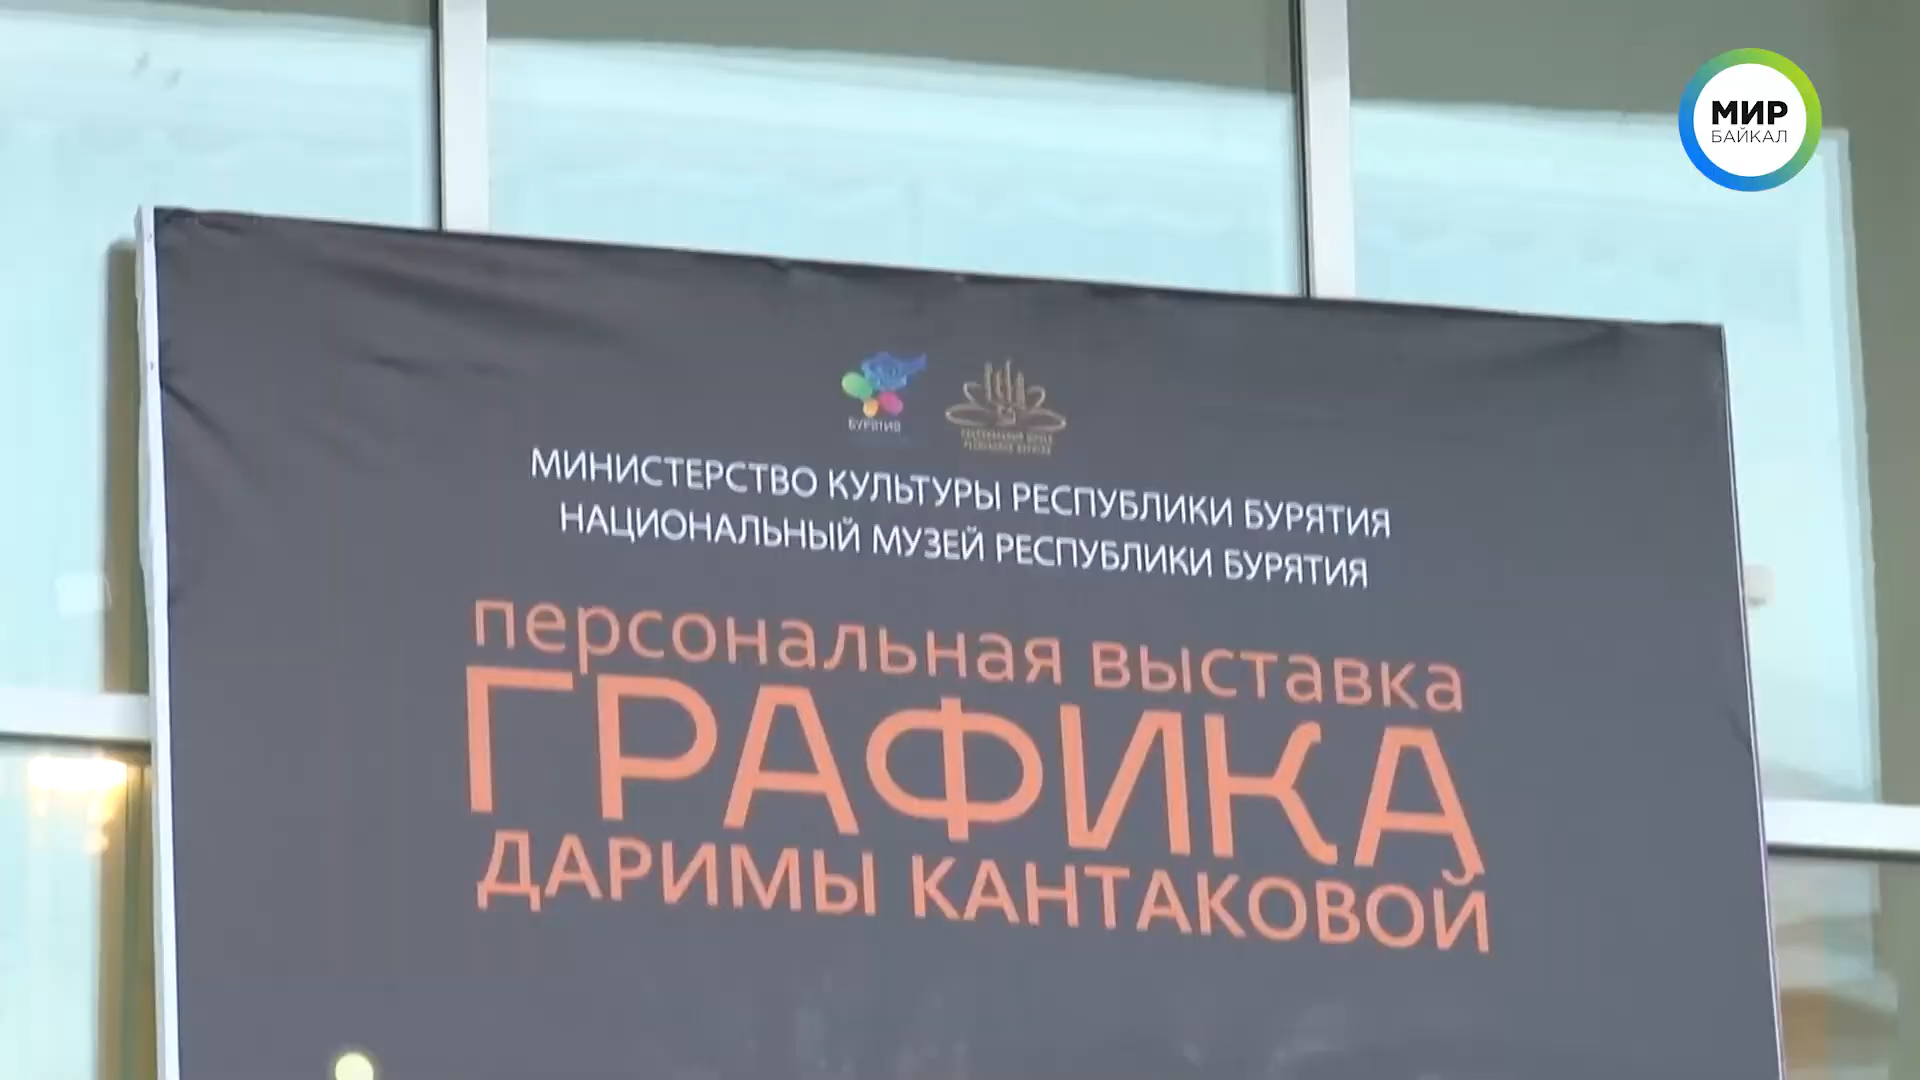 МИР
БАЙКАЛ
БУРЯТИЯ
МИНИСТЕРСТВО КУЛЬТУРЫ РЕСПУБЛИКИ БУРЯТИЯ
НАЦИОНАЛЬНЫЙ МУЗЕЙ РЕСПУБЛИКИ БУРЯТИЯ
персональная выставка
ГРАФИКА
ДАРИМЫ КАНТАКОВОЙ